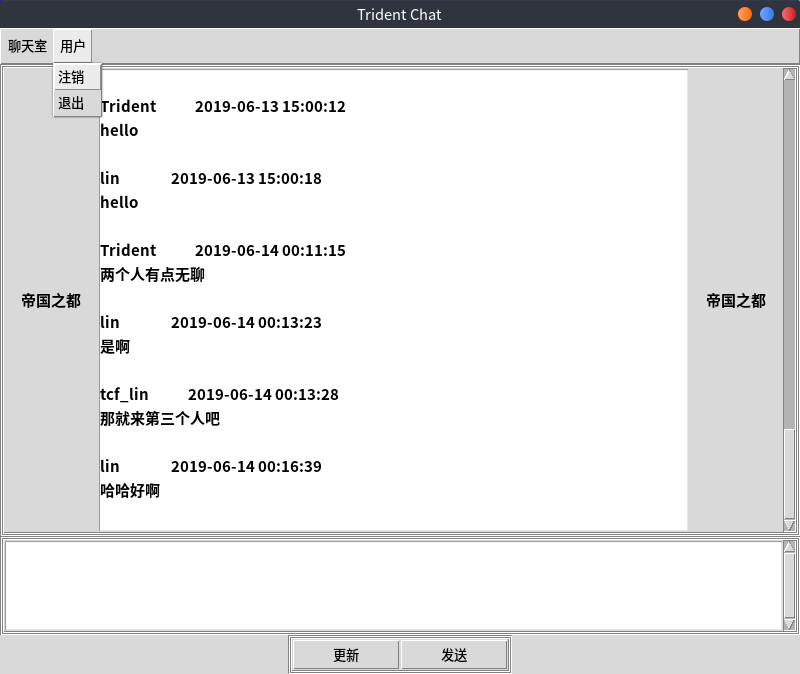 Trident Chat
聊天室 用户
注销
退出
Trident 2019-06-13 15:00:12
hello
lin 2019-06-13 15:00:18
hello
Trident 2019-06-14 00:11:15
两个人有点无聊
帝国之都
帝国之都
lin 2019-06-14 00:13:23
是啊
tcf_lin 2019-06-14 00:13:28
那就来第三个人吧
lin 2019-06-14 00:16:39
哈哈好啊
更新 发送